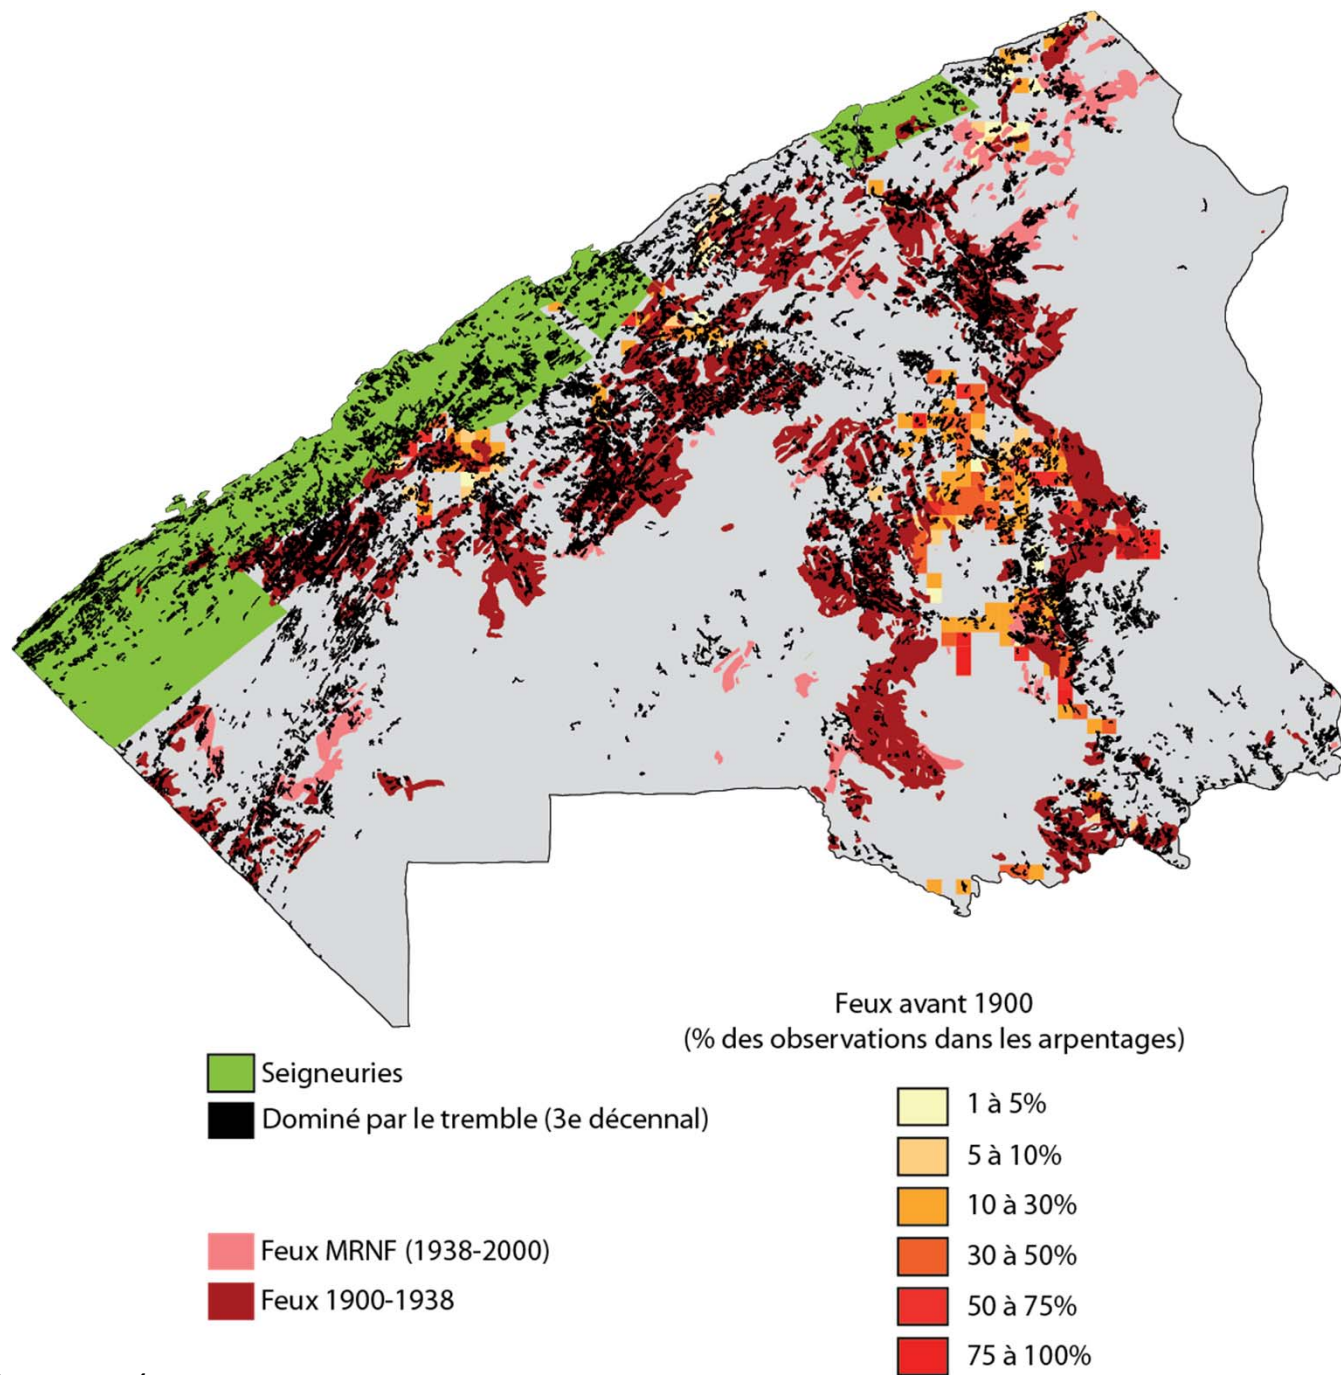 Feux avant 1900
(% des observations dans les arpentages)
Seigneuries
Dominé par le tremble (3e décennal)
Feux MRNF (1938-2000)
Feux 1900-1938
1 à 5%
5 à 10%
10 à 30%
30 à 50%
50 à 75%
75 à 100%